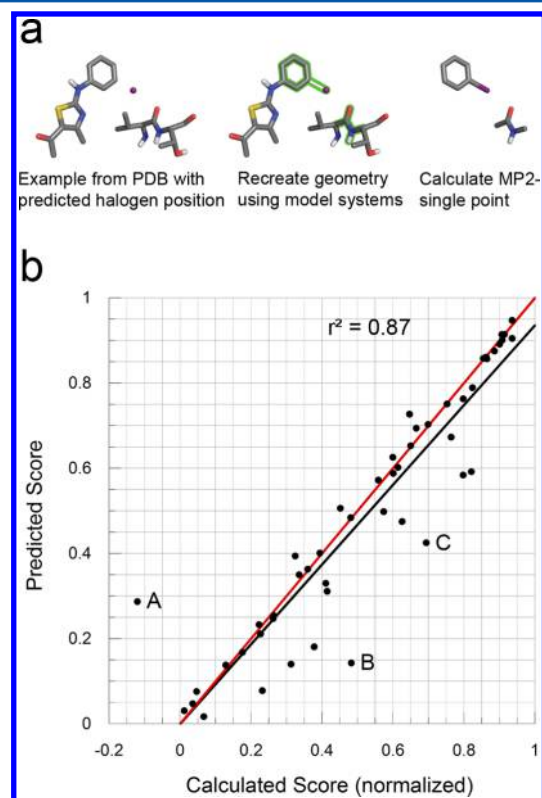 a
Example from PDB with
predicted halogen position
Recreate geometry
using model systems
Calculate MP2-
single point
b
r² = 0.87
1
0.8
0.6
0.4
0.2
0
Predicted Score
A
B
C
-0.2 0 0.2 0.4 0.6 0.8 1
Calculated Score (normalized)